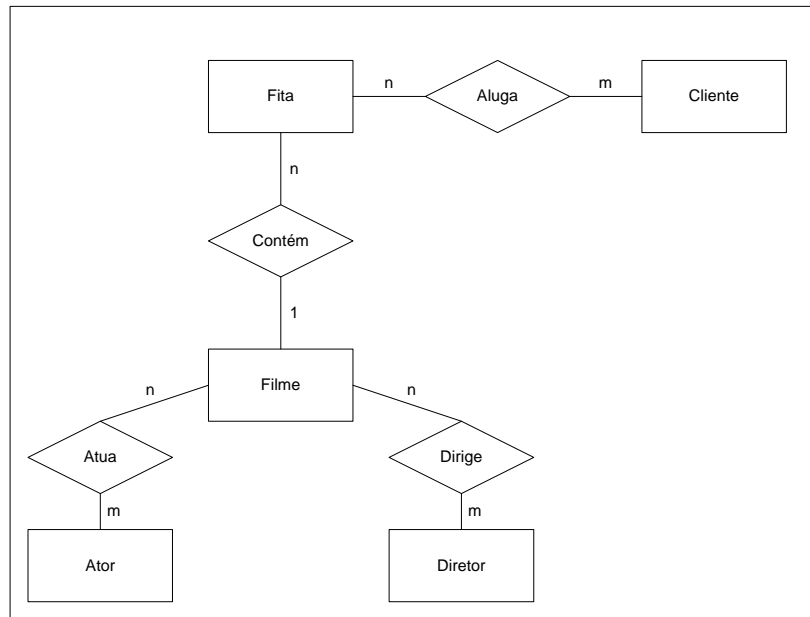 Fita
n
Aluga
m
Cliente
n
Contém
1
Filme
n
n
Atua
Dirige
m
m
Ator
Diretor